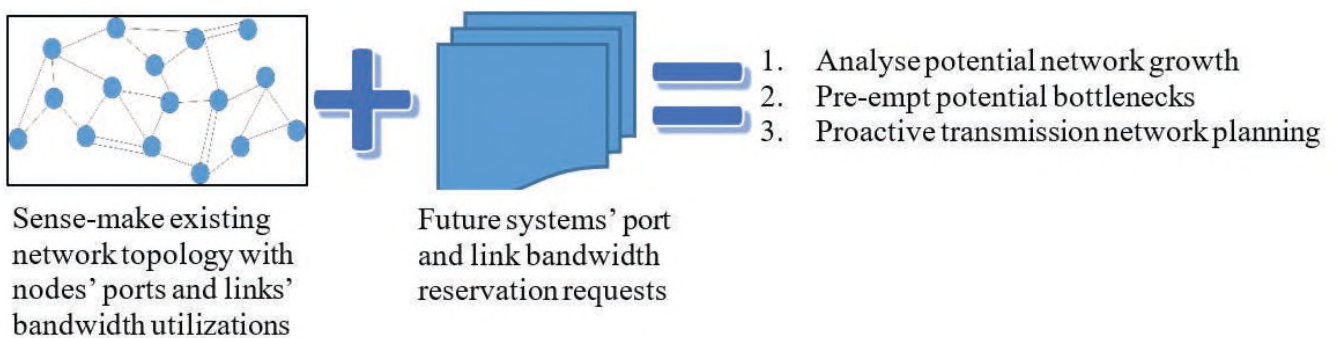 1. Analyse potential network growth
2. Pre-empt potential bottlenecks
3. Proactive transmission network planning
Sense-make existing
network topology with
nodes’ ports and links’
bandwidth utilizations
Future systems’ port
and link bandwidth
reservation requests